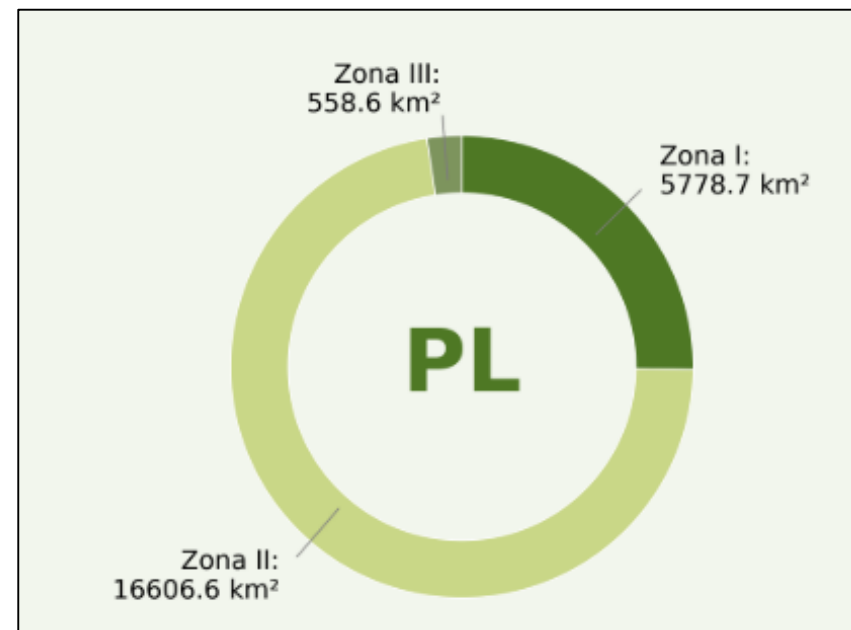 Zona III:
558.6 km²
Zona I:
5778.7 km²
PL
Zona II:
16606.6 km²